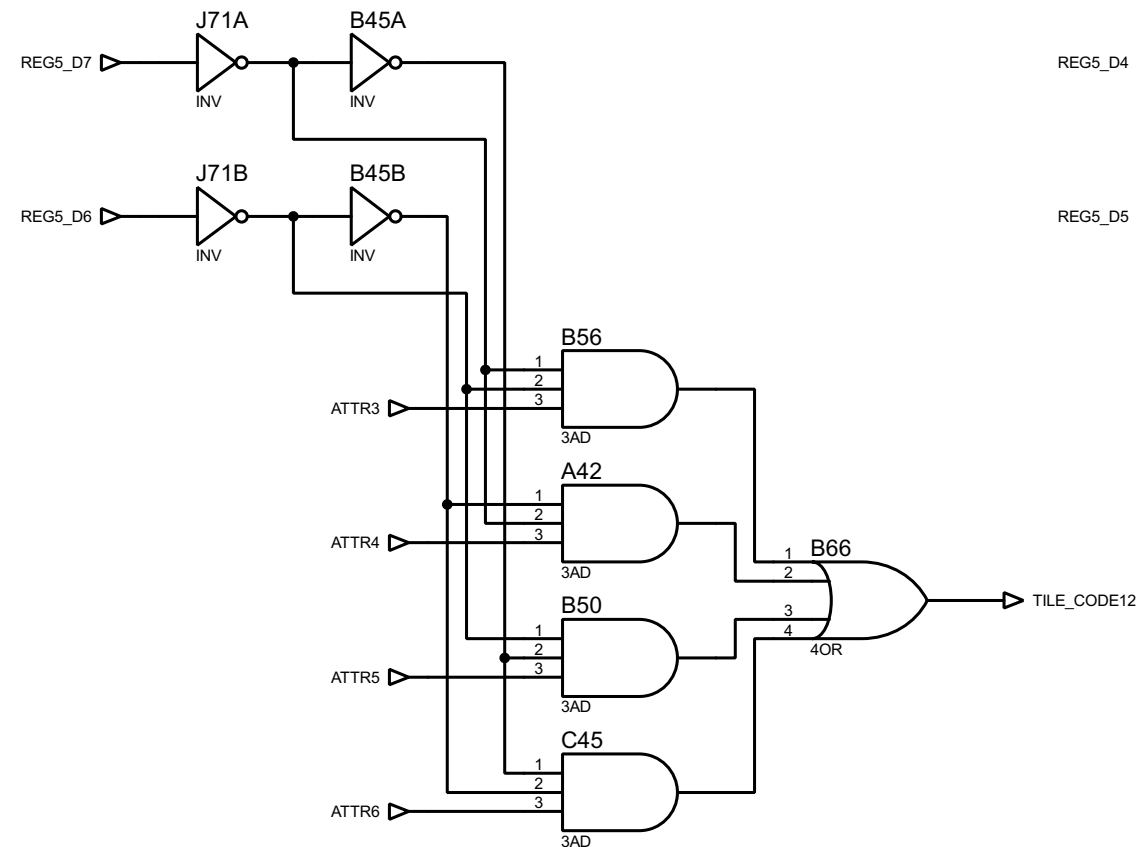 J71A
B45A
REG5_D7
REG5_D4
INV
INV
J71B
B45B
REG5_D6
REG5_D5
INV
INV
B56
1
2
3
ATTR3
3AD
A42
1
2
3
ATTR4
3AD
1
B66
2
3
4
TILE_CODE12
4OR
B50
1
2
3
ATTR5
3AD
C45
1
2
3
ATTR6
3AD